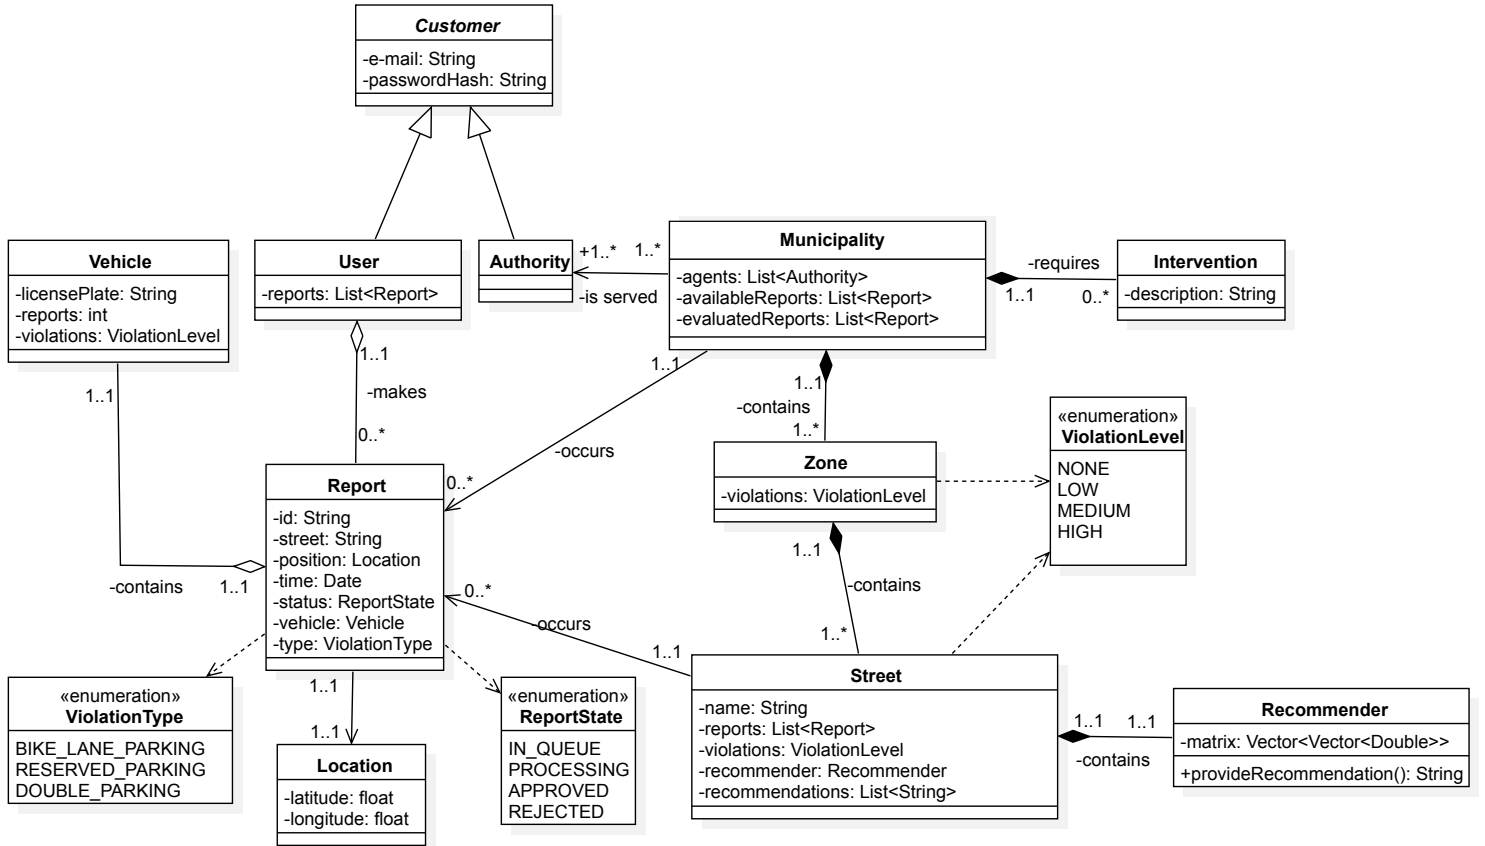 Customer
-e-mail: String
-passwordHash: String
Vehicle
-licensePlate: String
-reports: int
-violations: ViolationLevel
User
-reports: List<Report>
Authority
+1..*
1..*
-is served
Municipality
-agents: List<Authority>
-availableReports: List<Report>
-evaluatedReports: List<Report>
-requires
1..1
0..*
Intervention
-description: String
1..1
-makes
0..*
1..1
-occurs
0..*
1..1
-contains
1..*
1..1
-contains
1..1
Zone
-violations: ViolationLevel
«enumeration»
ViolationLevel
NONE
LOW
MEDIUM
HIGH
Report
-id: String
-street: String
-position: Location
-time: Date
-status: ReportState
-vehicle: Vehicle
-type: ViolationType
1..1
-contains
1..*
0..*
-occurs
1..1
«enumeration»
ViolationType
BIKE_LANE_PARKING
RESERVED_PARKING
DOUBLE_PARKING
1..1
1..1
Location
-latitude: float
-longitude: float
«enumeration»
ReportState
IN_QUEUE
PROCESSING
APPROVED
REJECTED
Street
-name: String
-reports: List<Report>
-violations: ViolationLevel
-recommender: Recommender
-recommendations: List<String>
1..1
1..1
-contains
Recommender
-matrix: Vector<Vector<Double>>
+provideRecommendation(): String